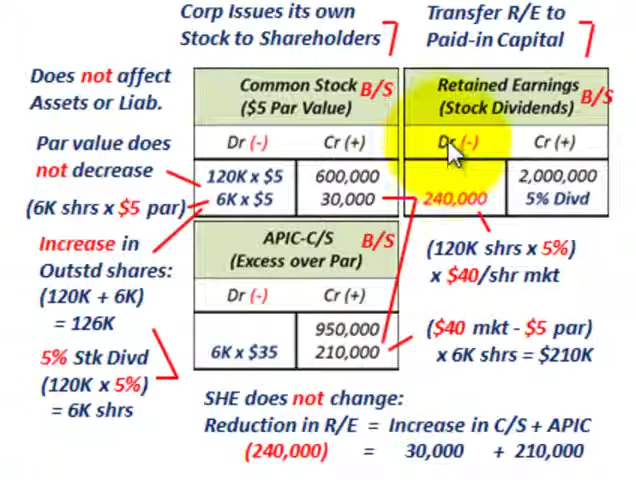 Corp Issues its own
Stock to Shareholders
Transfer R/E to
Paid-in Capital
Does not affect
Assets or Liab.
Par value does
not decrease
(6K shrs x $5 par)
Increase in
Outstd shares:
(120K + 6K)
= 126K
5% Stk Divd
(120K x 5%)
= 6K shrs
Common Stock B/S
($5 Par Value)
Dr (-) Cr (+)
120K x $5 600,000
6K x $5 30,000
Retained Earnings
(Stock Dividends) B/S
Dr (-) Cr (+)
2,000,000
240,000 5% Divd
APIC-C/S B/S
(Excess over Par)
Dr (-) Cr (+)
950,000
6K x $35 210,000
(120K shrs x 5%)
x $40/shr mkt
($40 mkt - $5 par)
x 6K shrs = $210K
SHE does not change:
Reduction in R/E = Increase in C/S + APIC
(240,000) = 30,000 + 210,000